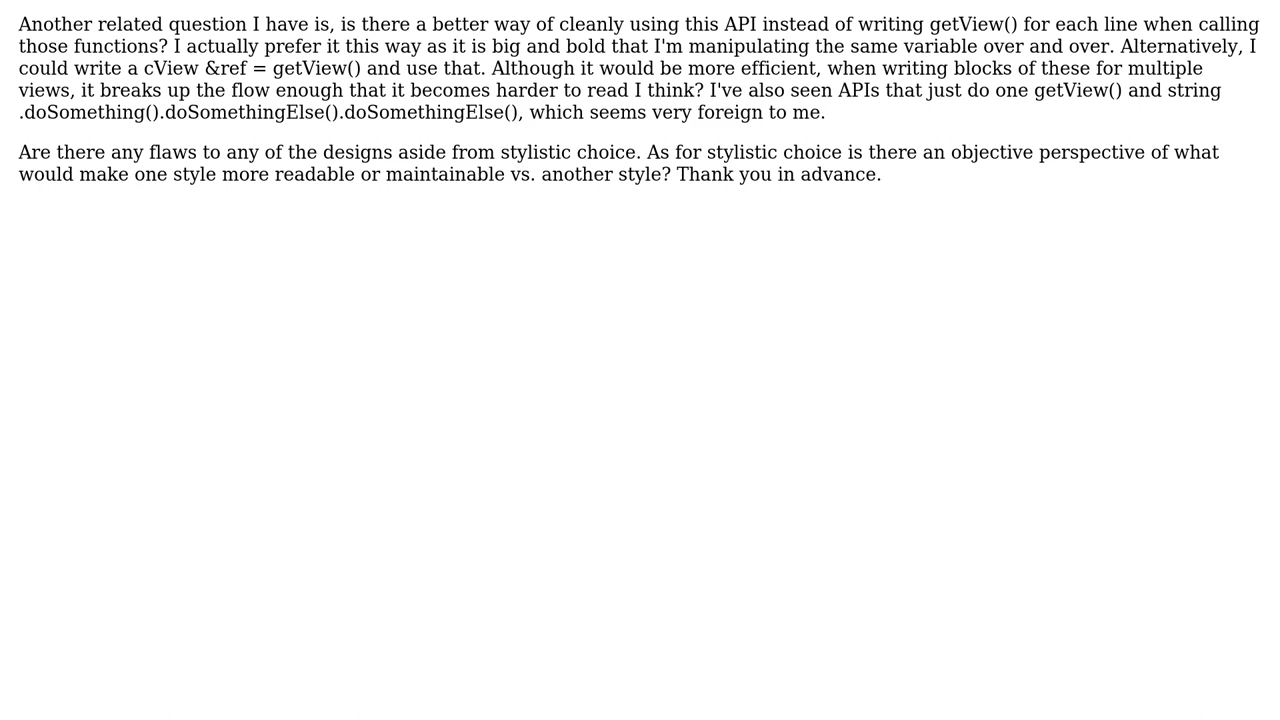 Another related question I have is, is there a better way of cleanly using this API instead of writing getView() for each line when calling
those functions? I actually prefer it this way as it is big and bold that I'm manipulating the same variable over and over. Alternatively, I
could write a cView &ref = getView() and use that. Although it would be more efficient, when writing blocks of these for multiple
views, it breaks up the flow enough that it becomes harder to read I think? I've also seen APIs that just do one getView() and string
.doSomething().doSomethingElse().doSomethingElse(), which seems very foreign to me.
Are there any flaws to any of the designs aside from stylistic choice. As for stylistic choice is there an objective perspective of what
would make one style more readable or maintainable vs. another style? Thank you in advance.